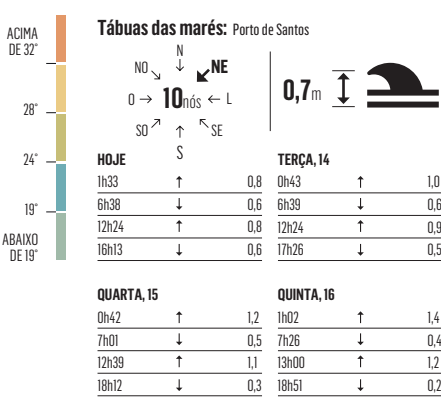 ACIMA
DE 32°
28°
24°
19°
ABAIXO
DE 19°
Tábuas das marés: Porto de Santos
N
NO ↘ ↓ ↙ NE
O → 10nós ← L
SO ↗ ↑ ↖ SE
S
0,7m
HOJE
1h33 ↑ 0,8
6h38 ↓ 0,6
12h24 ↑ 0,8
16h13 ↓ 0,6
TERÇA, 14
0h43 ↑ 1,0
6h39 ↓ 0,6
12h24 ↑ 0,9
17h26 ↓ 0,5
QUARTA, 15
0h42 ↑ 1,2
7h01 ↓ 0,5
12h39 ↑ 1,1
18h12 ↓ 0,3
QUINTA, 16
1h02 ↑ 1,4
7h26 ↓ 0,4
13h00 ↑ 1,2
18h51 ↓ 0,2